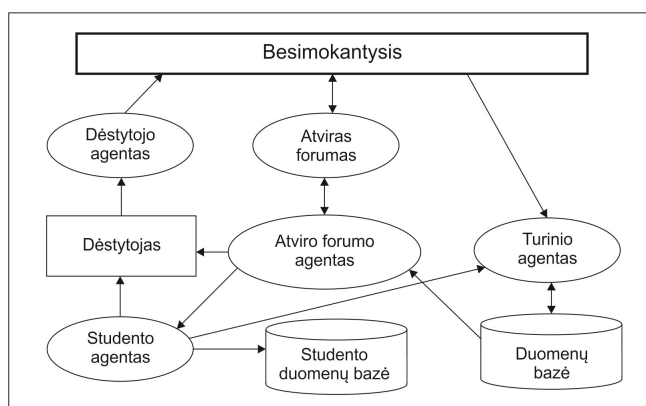 Besimokantysis
Dėstytojo
agentas
Atviras
forumas
Dėstytojas
Atviro forumo
agentas
Turinio
agentas
Studento
agentas
Studento
duomenų bazė
Duomenų
bazė